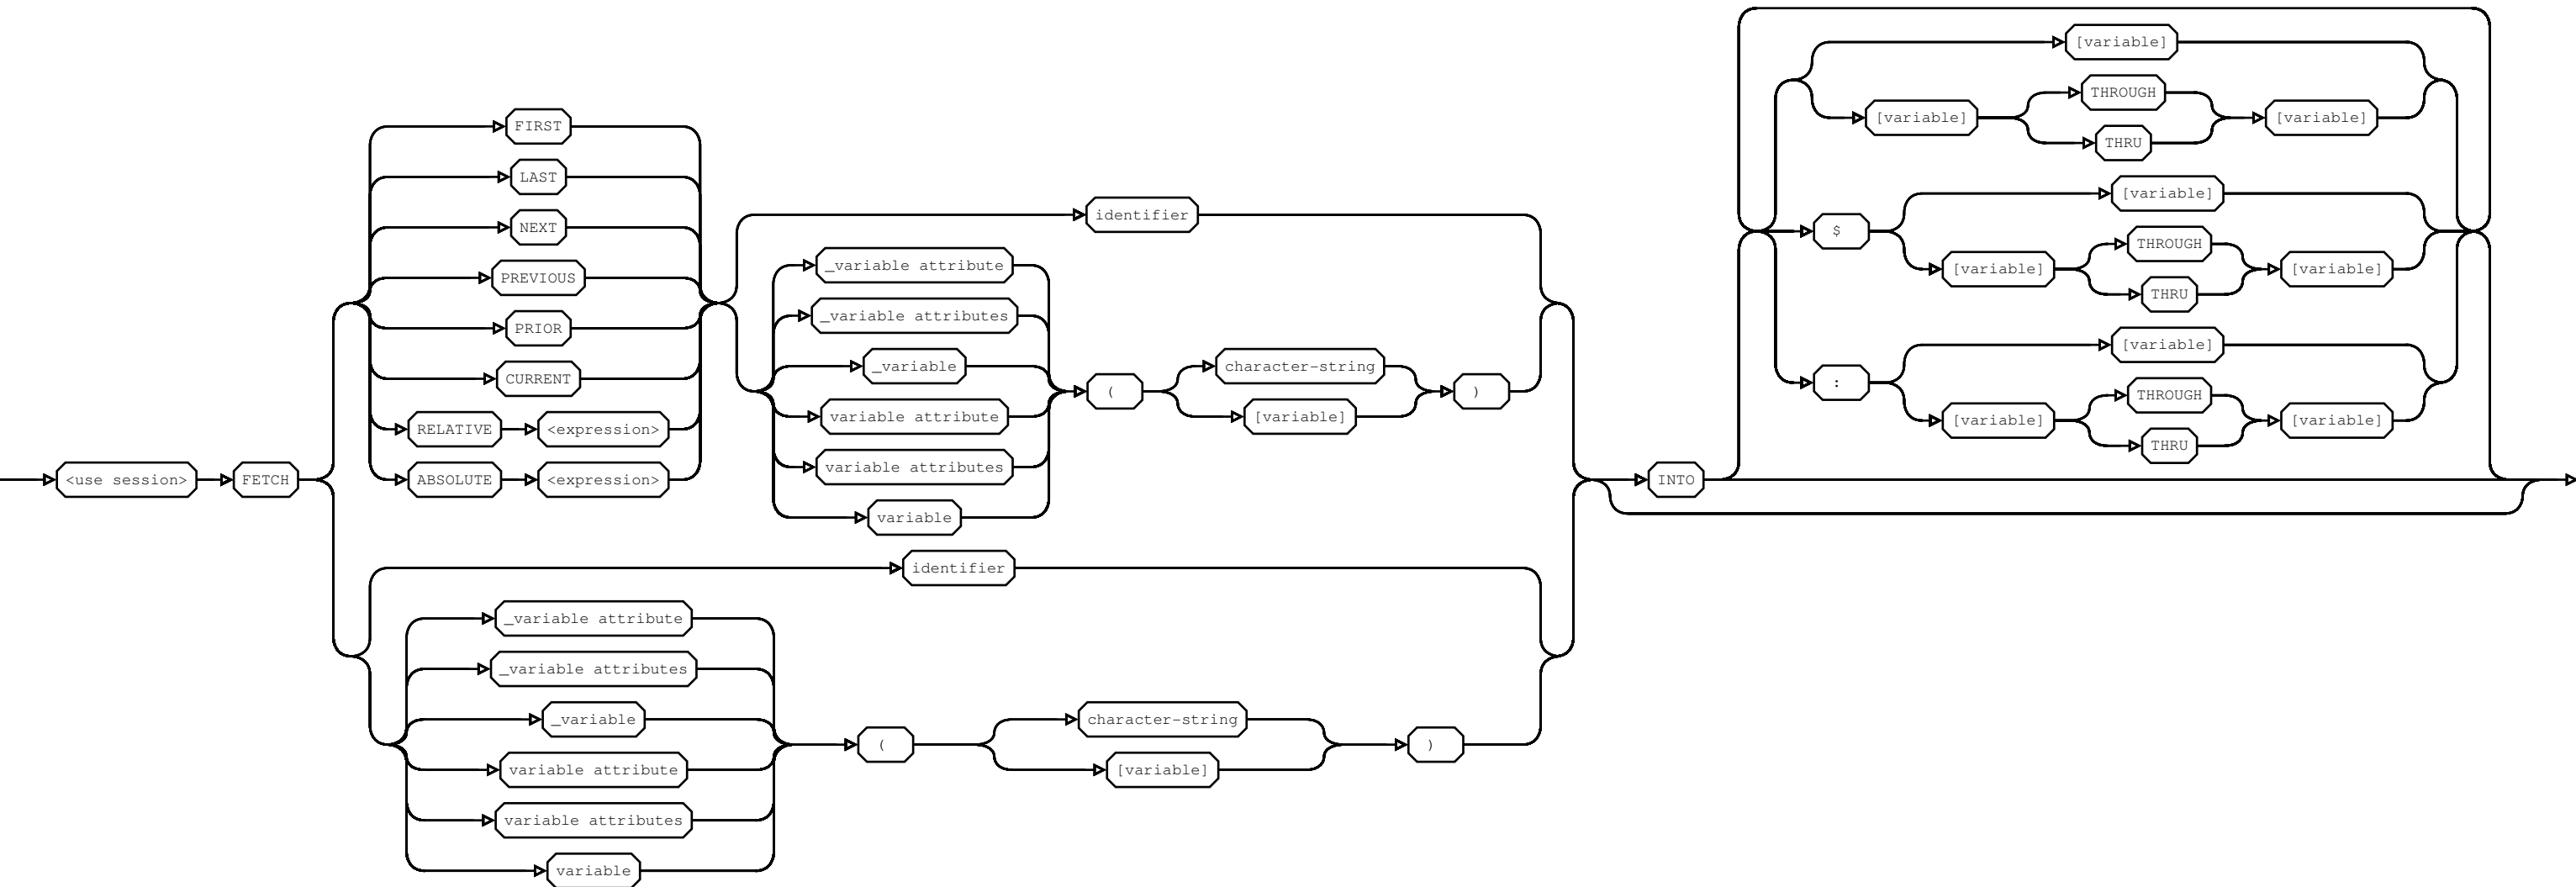 [variable]
[variable] THROUGH [variable]
THRU
FIRST
LAST
NEXT
PREVIOUS
PRIOR
CURRENT
RELATIVE <expression>
ABSOLUTE <expression>
<use session> FETCH
identifier
_variable attribute
_variable attributes
_variable
variable attribute
variable attributes
variable
( character-string )
[variable]
INTO
$ [variable]
[variable] THROUGH [variable]
THRU
: [variable]
[variable] THROUGH [variable]
THRU
identifier
_variable attribute
_variable attributes
_variable
variable attribute
variable attributes
variable
( character-string )
[variable]